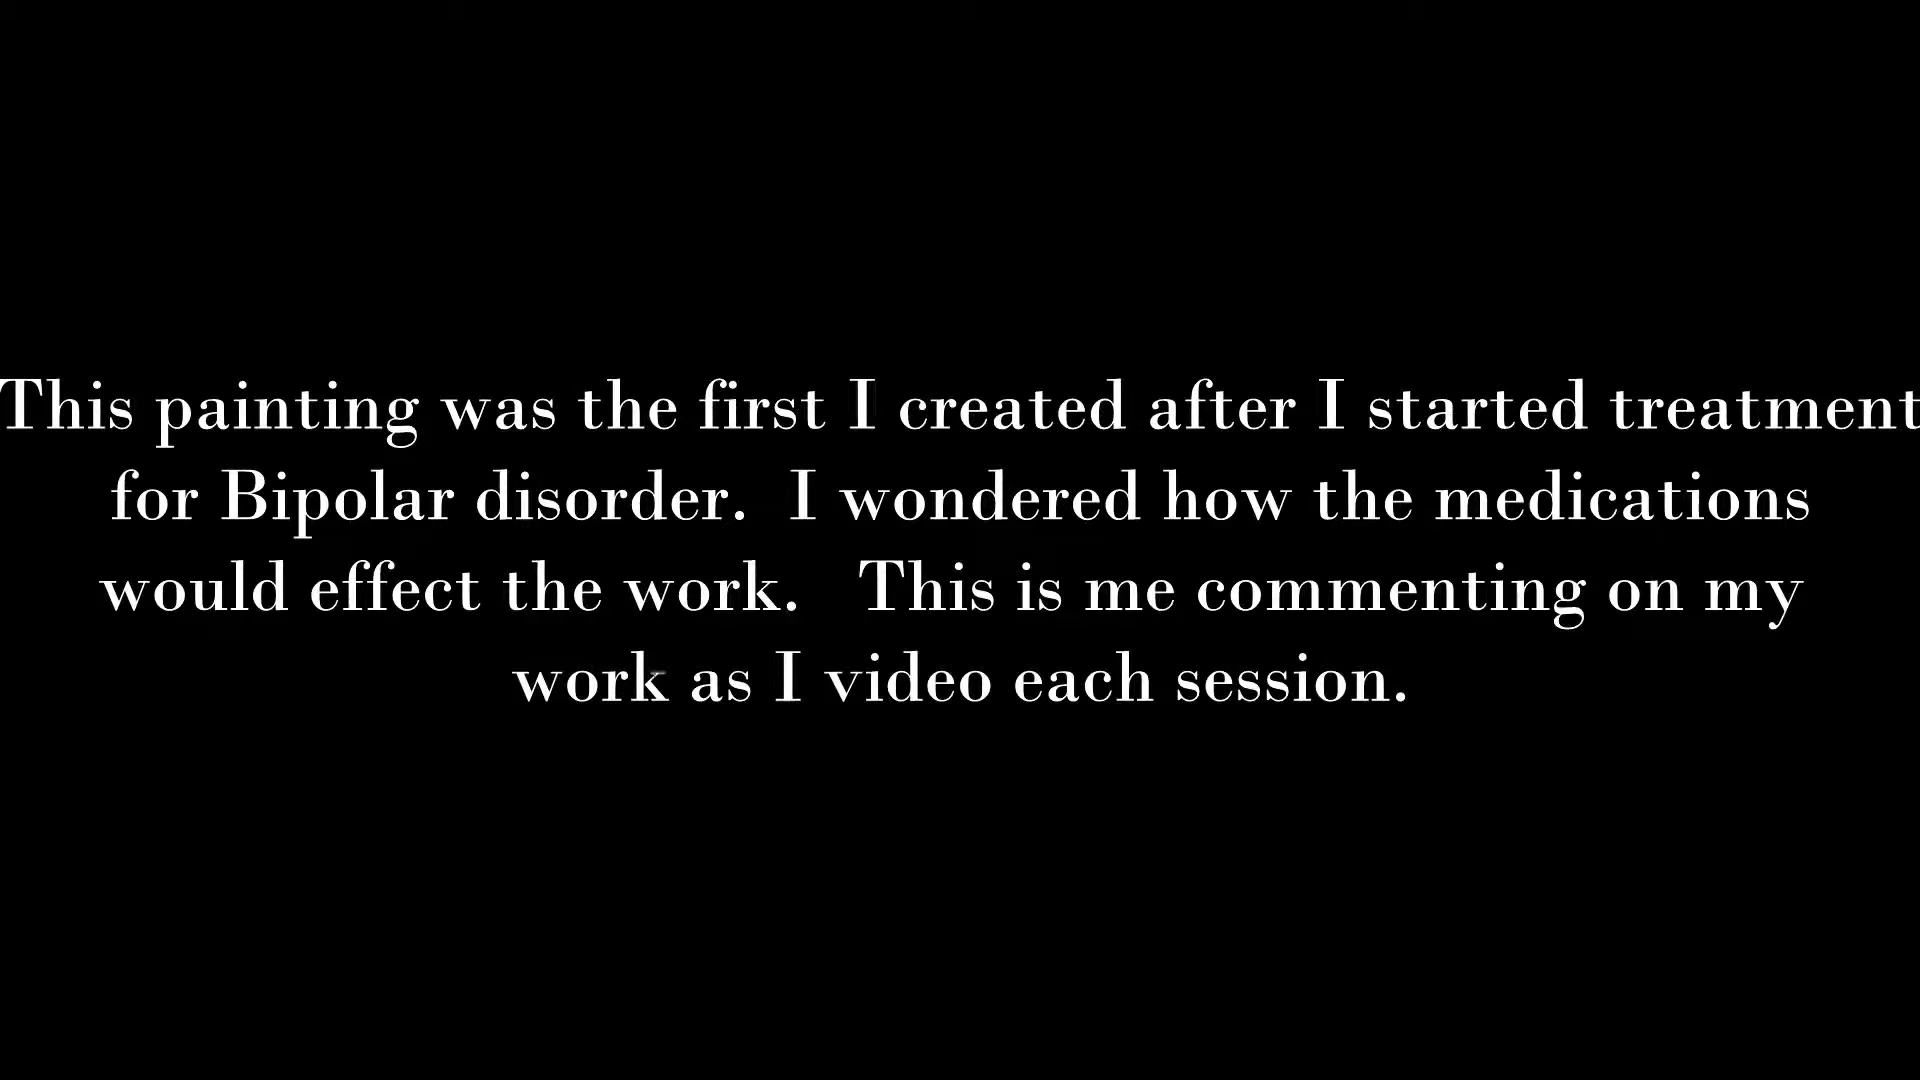 This painting was the first I created after I started treatment
for Bipolar disorder.  I wondered how the medications
would effect the work.   This is me commenting on my
work as I video each session.